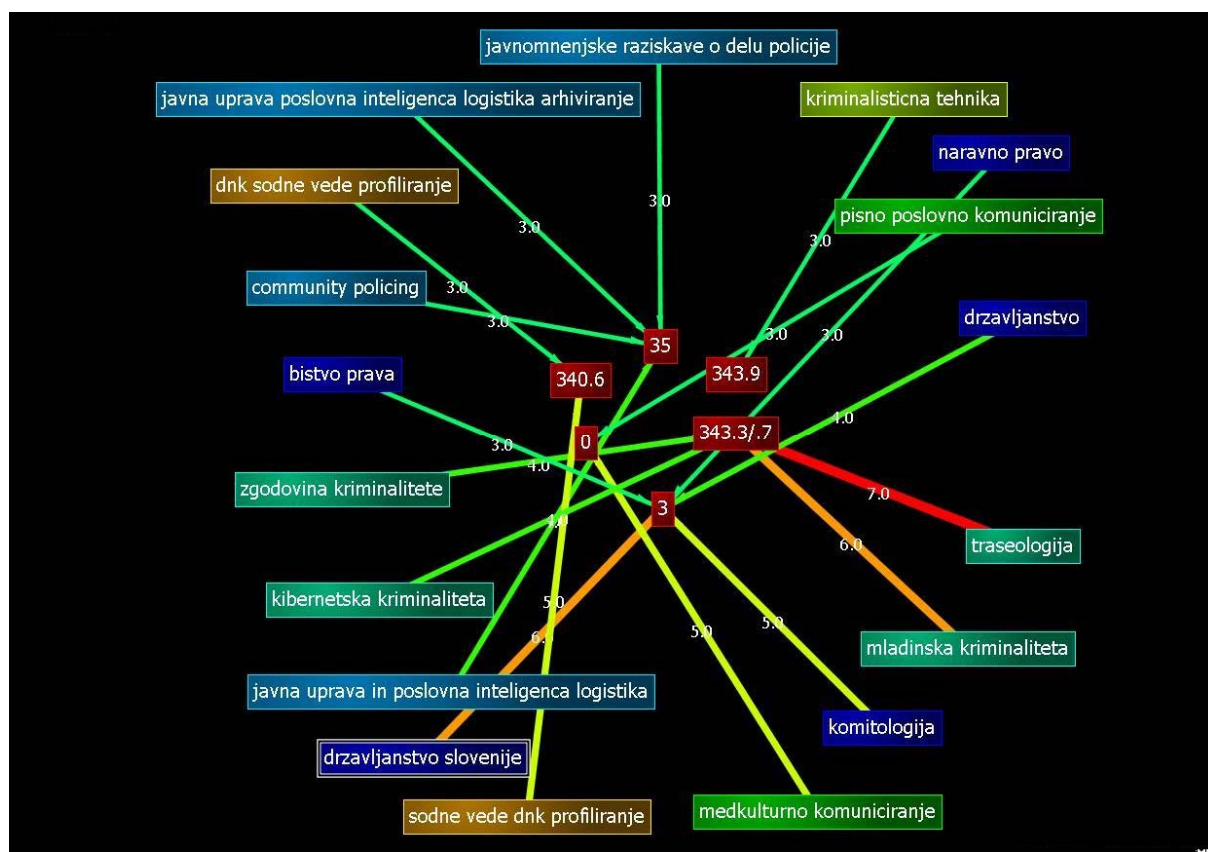 javnomnenjske raziskave o delu policije
javna uprava poslovna inteligenca logistika arhiviranje
kriminalisticna tehnika
naravno pravo
dnk sodne vede profiliranje
3.0
pisno poslovno komuniciranje
3.0
3.0
community policing
3.0
3.0
drzavljanstvo
3.0
3.0
35
bistvo prava
340.6
343.9
4.0
0
343.3/.7
3.0
4.0
zgodovina kriminalitete
7.0
3
4.0
traseologija
6.0
kibernetska kriminaliteta
5.0
5.0
5.0
6.0
mladinska kriminaliteta
javna uprava in poslovna inteligenca logistika
komitologija
drzavljanstvo slovenije
sodne vede dnk profiliranje
medkulturno komuniciranje